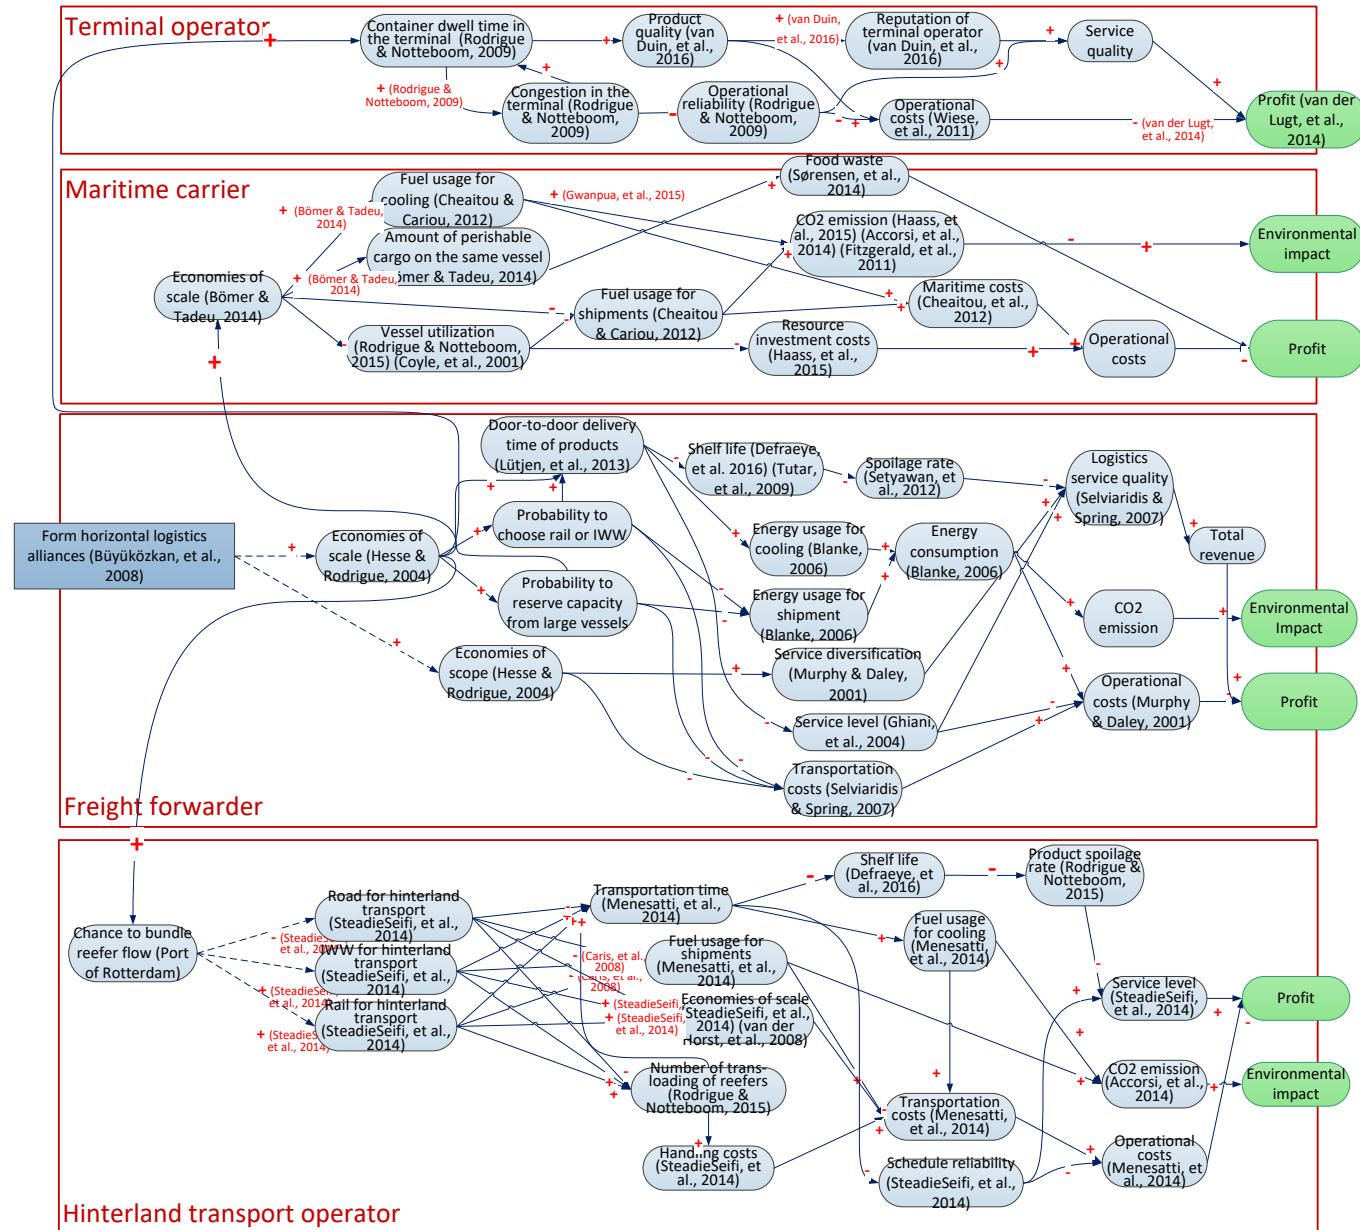 Terminal operator
Container dwell time in
the terminal (Rodrigue
& Notteboom, 2009)
Product
quality (van
Duin, et al.,
2016)
+ (van Duin,
et al., 2016)
Reputation of
terminal operator
(van Duin, et al.,
2016)
Service
quality
+ (Rodrigue &
Notteboom, 2009)
Congestion in the
terminal (Rodrigue
& Notteboom,
2009)
Operational
reliability (Rodrigue
& Notteboom,
2009)
Operational
costs (Wiese,
et al., 2011)
- (van der Lugt,
et al., 2014)
Profit (van der
Lugt, et al.,
2014)
Maritime carrier
Fuel usage for
cooling (Cheaitou &
Cariou, 2012)
+ (Gwanpua, et al., 2015)
Food waste
(Sørensen, et al.,
2014)
+ (Bömer & Tadeu,
2014)
Amount of perishable
cargo on the same vessel
(Bömer & Tadeu, 2014)
+ (Bömer & Tadeu,
2014)
CO2 emission (Haass, et
al., 2015) (Accorsi, et al.,
2014) (Fitzgerald, et al.,
2011)
Environmental
impact
Economies of
scale (Bömer &
Tadeu, 2014)
Fuel usage for
shipments (Cheaitou
& Cariou, 2012)
Maritime costs
(Cheaitou, et al.,
2012)
Vessel utilization
(Rodrigue & Notteboom,
2015) (Coyle, et al., 2001)
Resource
investment costs
(Haass, et al.,
2015)
Operational
costs
Profit
Door-to-door delivery
time of products
(Lütjen, et al., 2013)
Shelf life (Defraeye,
et al. 2016) (Tutar,
et al., 2009)
Spoilage rate
(Setyawan, et
al., 2012)
Logistics
service quality
(Selviaridis &
Spring, 2007)
Form horizontal logistics
alliances (Büyüközkan, et al.,
2008)
Economies of
scale (Hesse &
Rodrigue, 2004)
Probability to
choose rail or IWW
Energy usage for
cooling (Blanke,
2006)
Energy
consumption
(Blanke, 2006)
Total
revenue
Probability to
reserve capacity
from large vessels
Energy usage for
shipment
(Blanke, 2006)
CO2
emission
Environmental
Impact
Economies of
scope (Hesse &
Rodrigue, 2004)
Service diversification
(Murphy & Daley,
2001)
Operational
costs (Murphy
& Daley, 2001)
Profit
Service level (Ghiani,
et al., 2004)
Transportation
costs (Selviaridis
& Spring, 2007)
Freight forwarder
Chance to bundle
reefer flow (Port
of Rotterdam)
Road for hinterland
transport
(SteadieSeifi, et al.,
2014)
Transportation time
(Menesatti, et al.,
2014)
Shelf life
(Defraeye, et
al., 2016)
Product spoilage
rate (Rodrigue &
Notteboom,
2015)
IWW for hinterland
transport
(SteadieSeifi, et al.,
2014)
Fuel usage for
shipments
(Menesatti, et al.,
2014)
Fuel usage
for cooling
(Menesatti,
et al., 2014)
- (Caris, et al.,
2008)
- (Caris, et al.,
2008)
+ (SteadieSeifi,
et al., 2014)
Rail for hinterland
transport
(SteadieSeifi, et al.,
2014)
+ (SteadieSeifi,
+ (SteadieSeifi,
et al., 2014)
Economies of scale
(SteadieSeifi, et al.,
2014) (van der
Horst, et al., 2008)
Service level
(SteadieSeifi,
et al., 2014)
Profit
Number of trans-
loading of reefers
(Rodrigue &
Notteboom, 2015)
Transportation
costs (Menesatti,
et al., 2014)
CO2 emission
(Accorsi, et al.,
2014)
Environmental
impact
Handling costs
(SteadieSeifi, et
al., 2014)
Schedule reliability
(SteadieSeifi, et al.,
2014)
Operational
costs
(Menesatti, et
al., 2014)
Hinterland transport operator